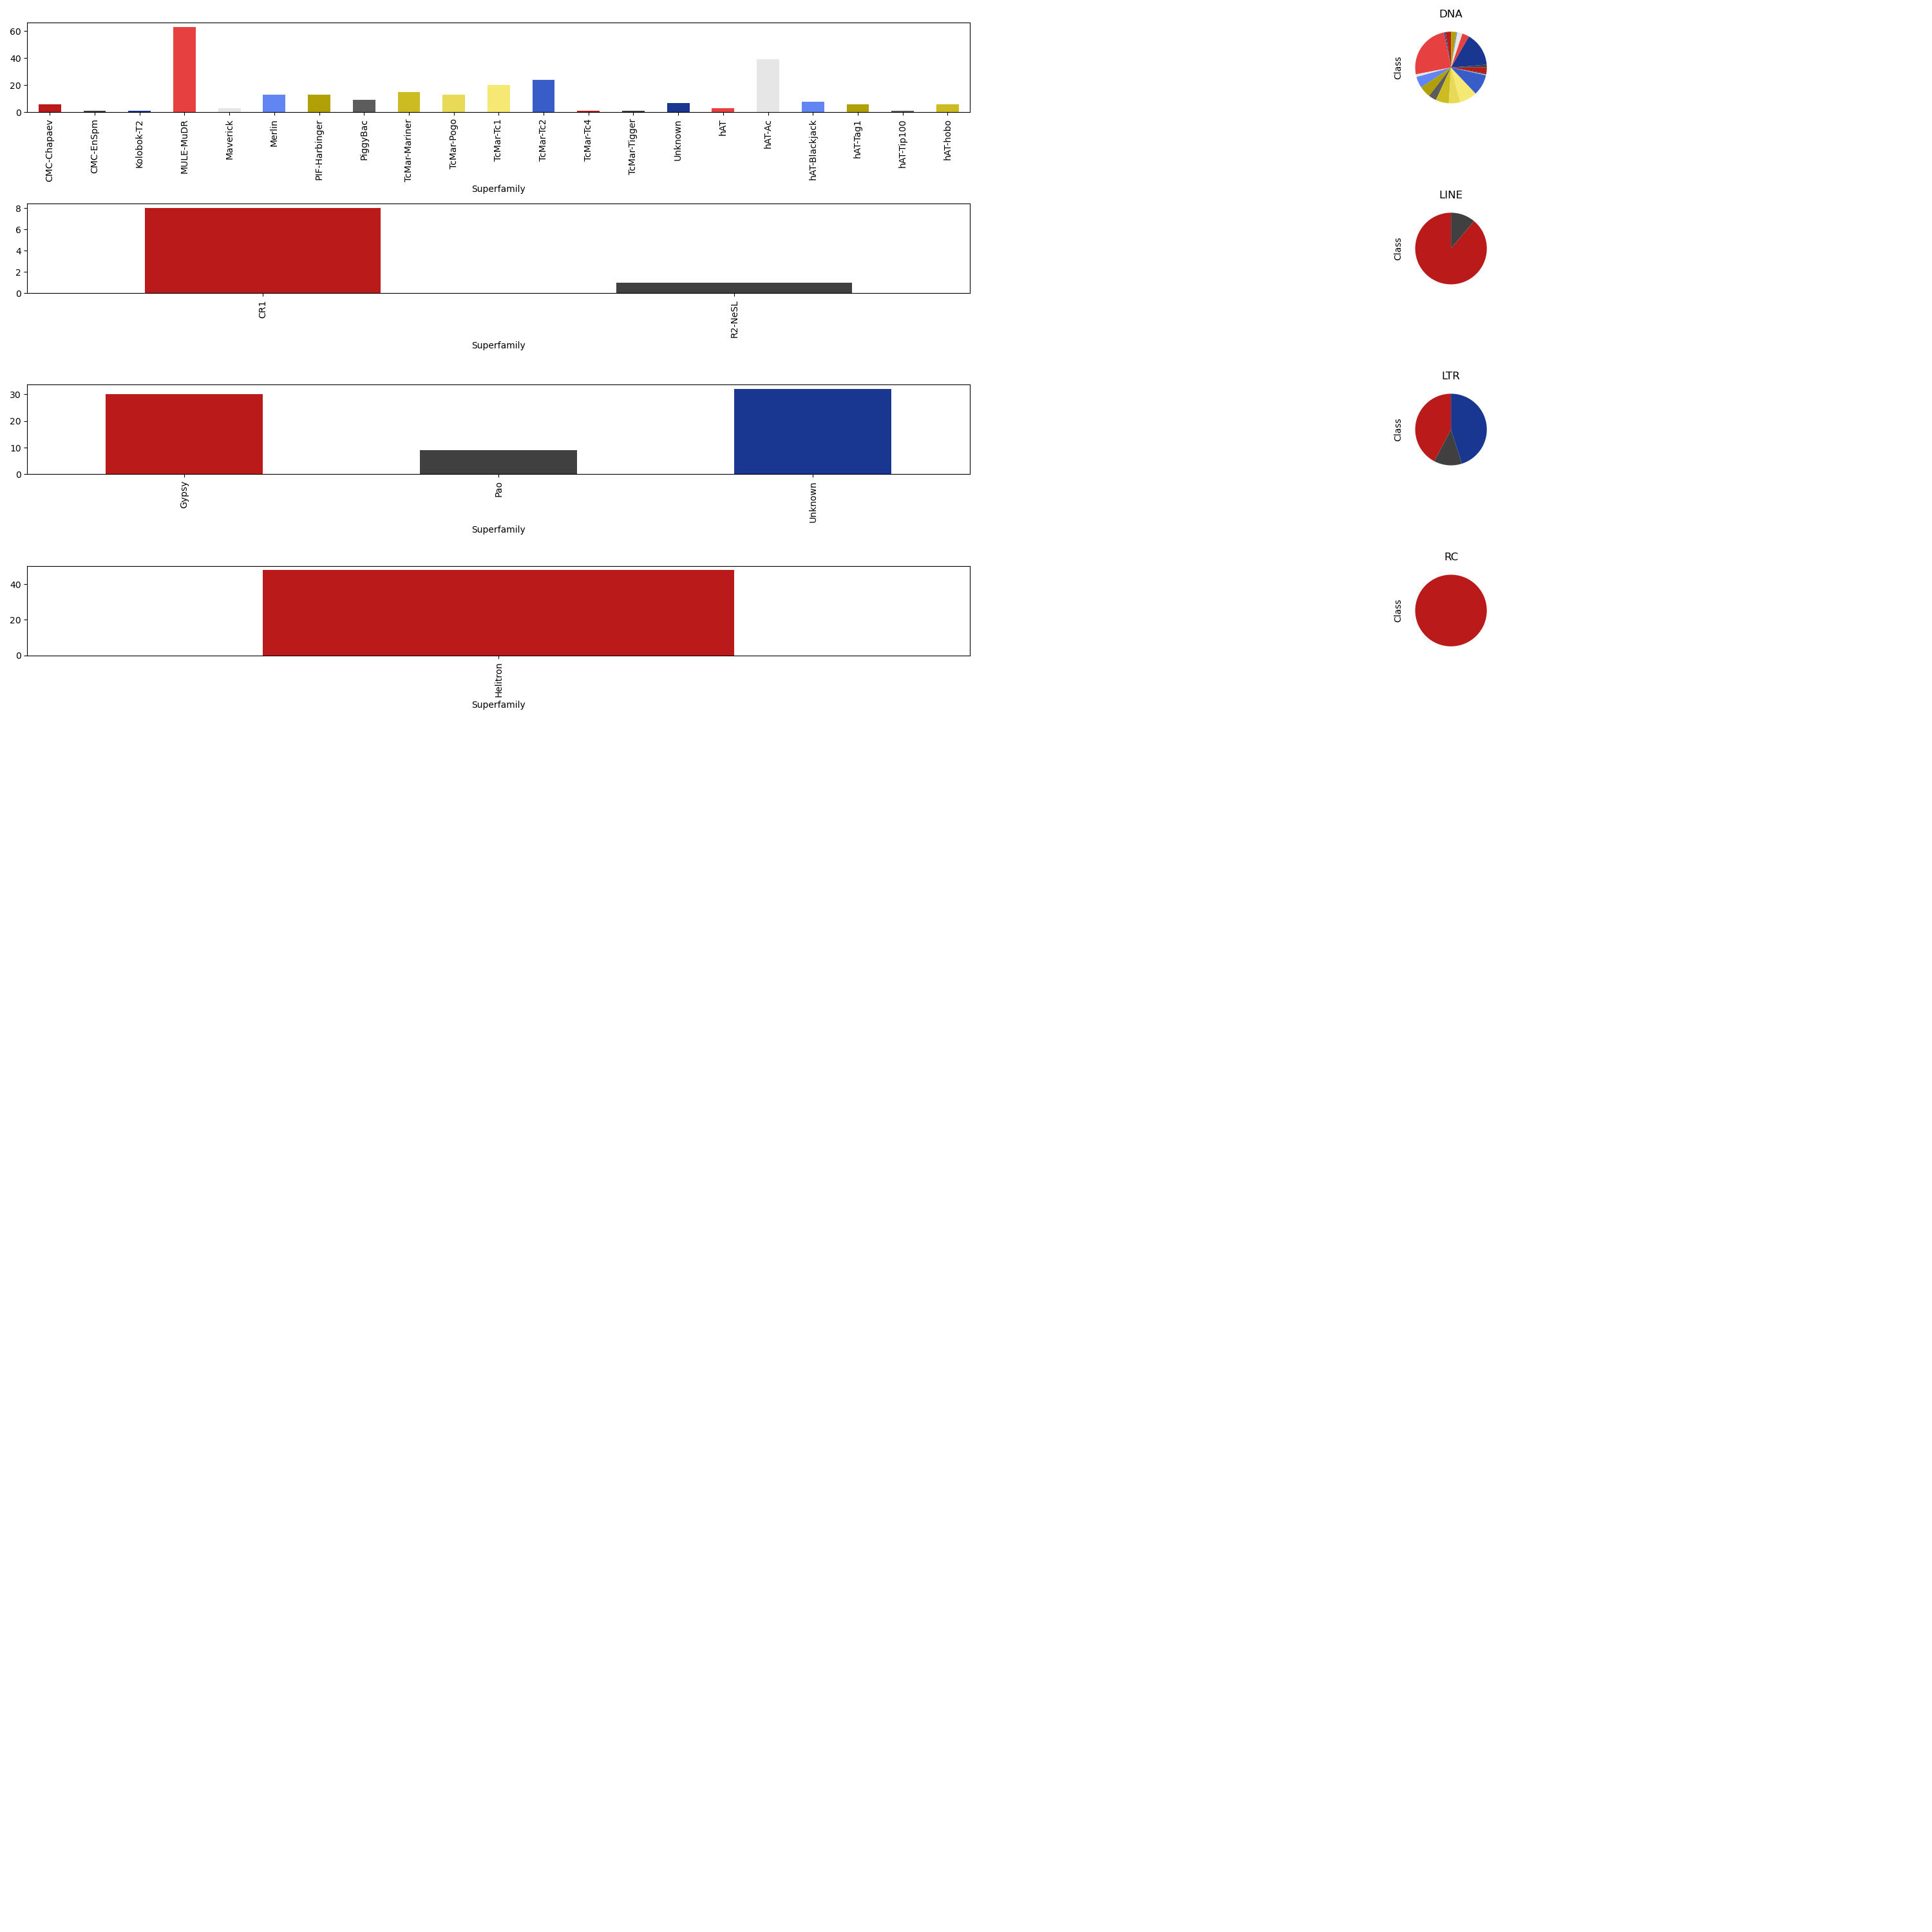 DNA
60
40
20
0
Class
CMC-Chapaev
CMC-EnSpm
Kolobok-T2
MULE-MuDR
Maverick
Merlin
PIF-Harbinger
PiggyBac
TcMar-Mariner
TcMar-Pogo
TcMar-Tc1
TcMar-Tc2
TcMar-Tc4
TcMar-Tigger
Unknown
hAT
hAT-Ac
hAT-Blackjack
hAT-Tag1
hAT-Tip100
hAT-hobo
Superfamily
LINE
8
6
4
2
0
Class
CR1
R2-NeSL
Superfamily
LTR
30
20
10
0
Class
Gypsy
Pao
Unknown
Superfamily
RC
40
20
0
Class
Helitron
Superfamily